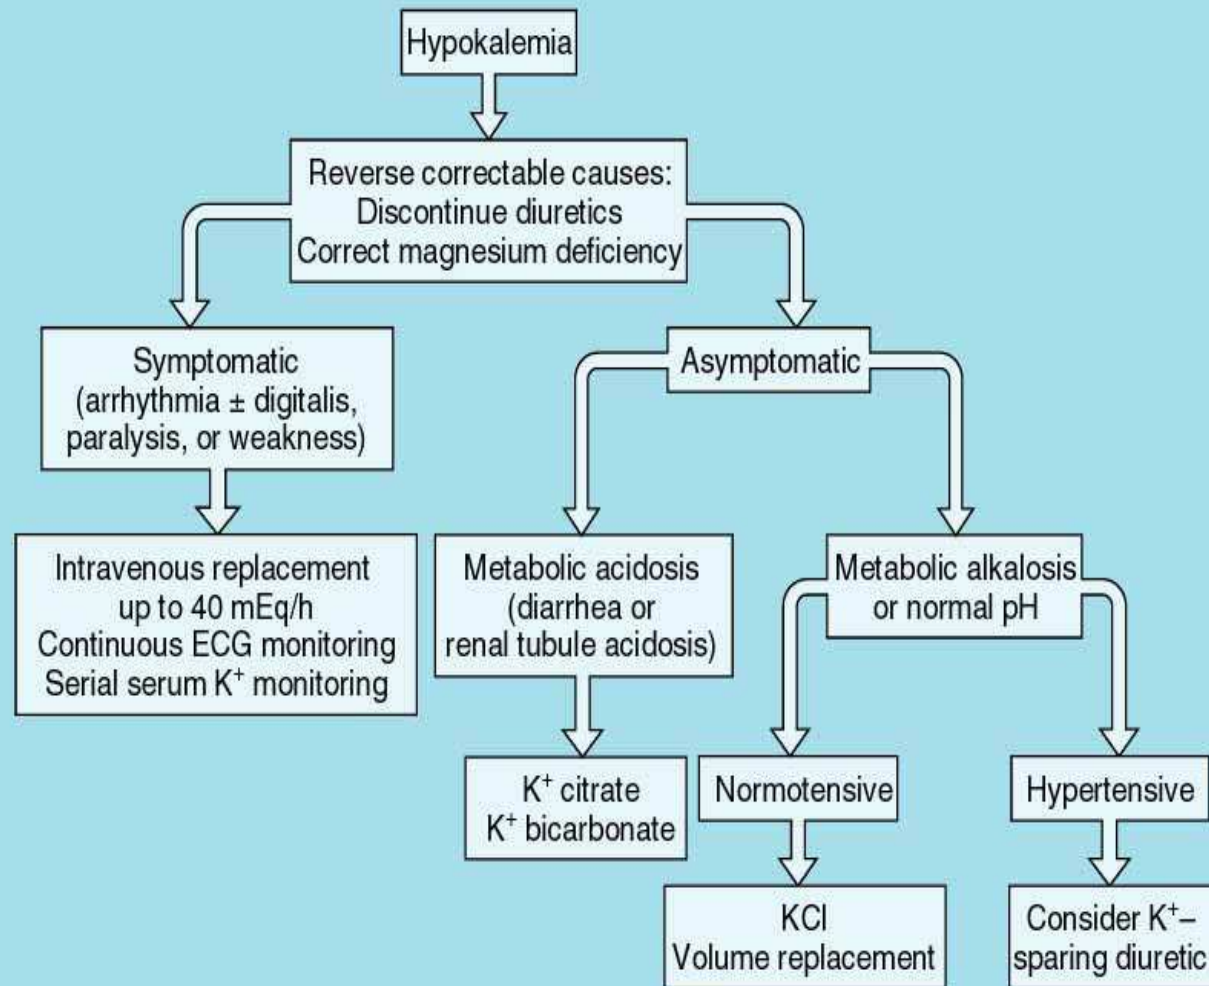 Hypokalemia
Reverse correctable causes:
Discontinue diuretics
Correct magnesium deficiency
Symptomatic
(arrhythmia ± digitalis,
paralysis, or weakness)
Asymptomatic
Intravenous replacement
up to 40 mEq/h
Continuous ECG monitoring
Serial serum K⁺ monitoring
Metabolic acidosis
(diarrhea or
renal tubule acidosis)
Metabolic alkalosis
or normal pH
K⁺ citrate
K⁺ bicarbonate
Normotensive
Hypertensive
KCl
Volume replacement
Consider K⁺–
sparing diuretic